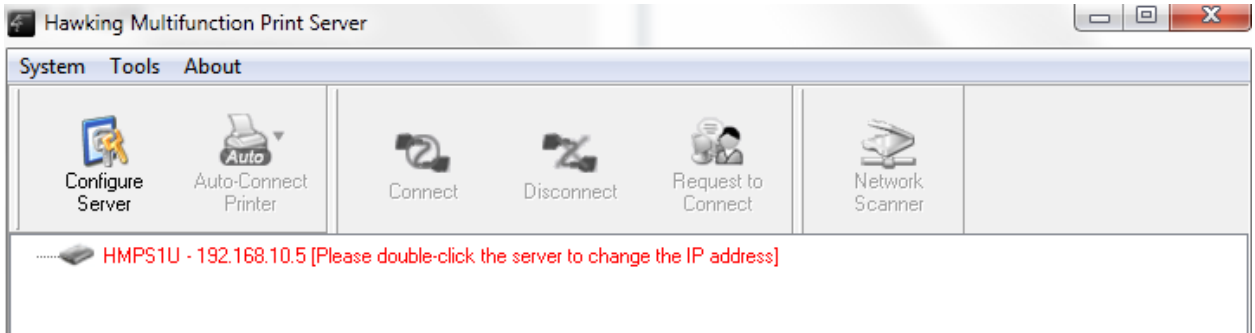 Hawking Multifunction Print Server
System Tools About
Configure
Server
Auto
Auto-Connect
Printer
Connect
Disconnect
Request to
Connect
Network
Scanner
HMPS1U - 192.168.10.5 [Please double-click the server to change the IP address]